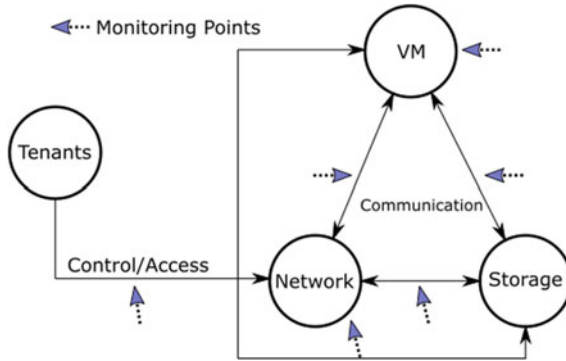 Monitoring Points
VM
Tenants
Communication
Control/Access
Network
Storage